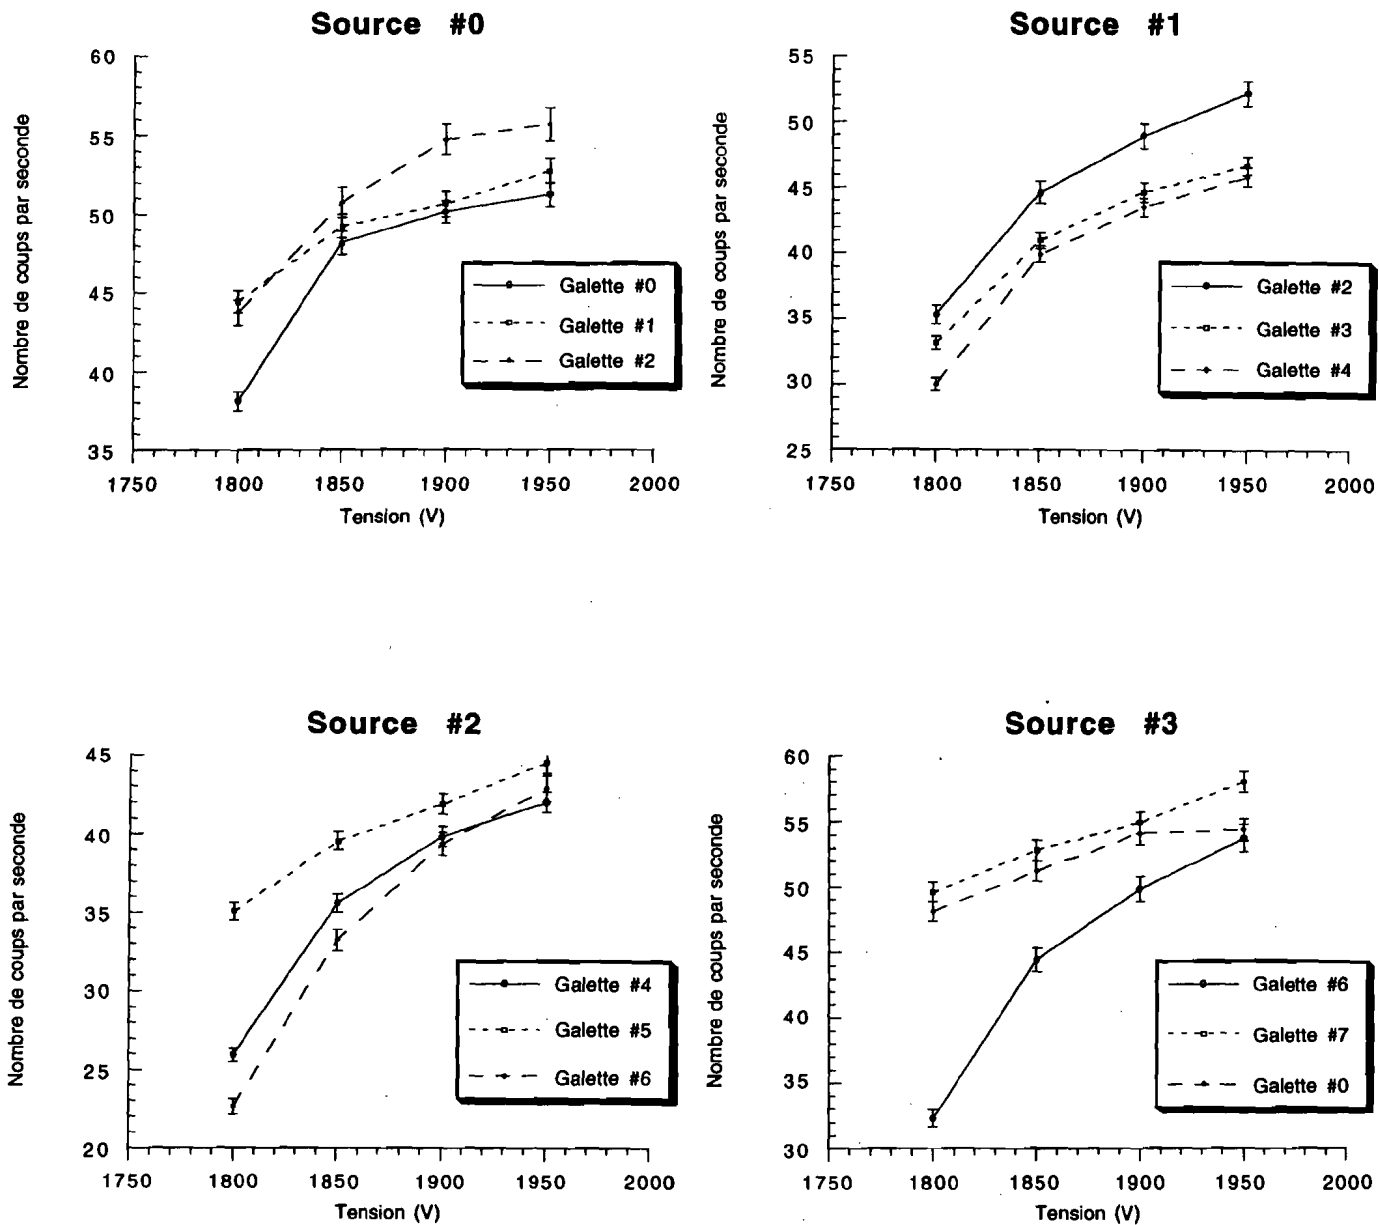 Source #0
Nombre de coups par seconde
60
55
50
45
40
35
1750 1800 1850 1900 1950 2000
Tension (V)
Galette #0
Galette #1
Galette #2
Source #1
Nombre de coups par seconde
55
50
45
40
35
30
25
1750 1800 1850 1900 1950 2000
Tension (V)
Galette #2
Galette #3
Galette #4
Source #2
Nombre de coups par seconde
45
40
35
30
25
20
1750 1800 1850 1900 1950 2000
Tension (V)
Galette #4
Galette #5
Galette #6
Source #3
Nombre de coups par seconde
60
55
50
45
40
35
30
1750 1800 1850 1900 1950 2000
Tension (V)
Galette #6
Galette #7
Galette #0